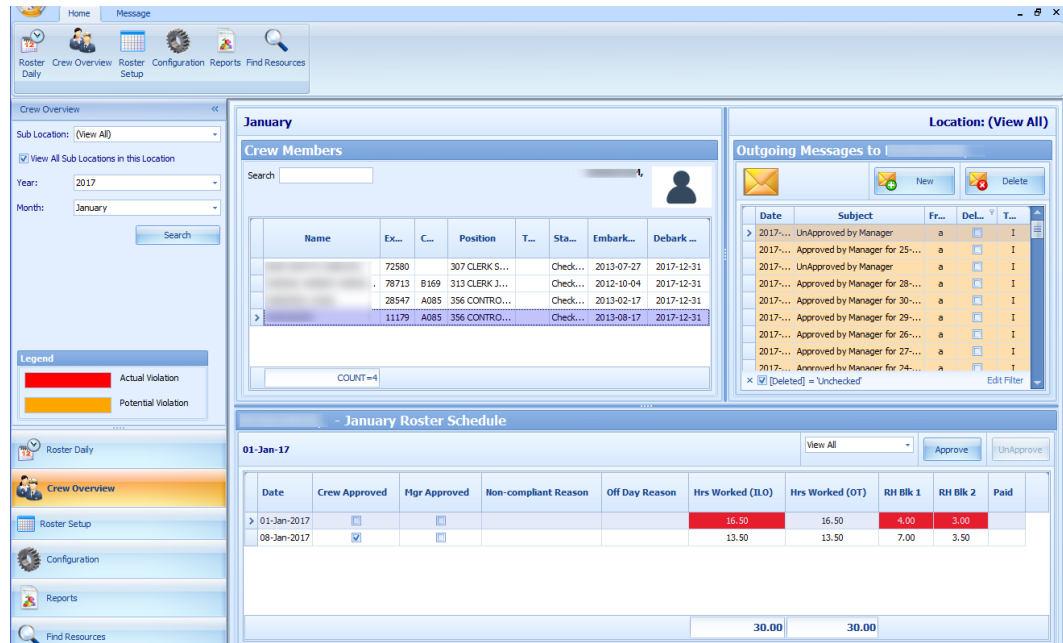 Home Message
Roster Daily
Crew Overview
Roster Setup
Configuration
Reports
Find Resources
Crew Overview
Sub Location: (View All)
View All Sub Locations in this Location
Year: 2017
Month: January
Search
Legend
Actual Violation
Potential Violation
Roster Daily
Crew Overview
Roster Setup
Configuration
Reports
Find Resources
January
Crew Members
Search
Name Ex... C... Position T... Sta... Embark... Debark ...
72580 307 CLERK S... Check... 2013-07-27 2017-12-31
78713 B169 313 CLERK J... Check... 2012-10-04 2017-12-31
28547 A085 356 CONTRO... Check... 2013-02-17 2017-12-31
11179 A085 356 CONTRO... Check... 2013-08-17 2017-12-31
COUNT=4
Location: (View All)
Outgoing Messages to
New Delete
Date Subject Fr... Del... T...
2017-... UnApproved by Manager a I
2017-... Approved by Manager for 25-... a I
2017-... UnApproved by Manager a I
2017-... Approved by Manager for 28-... a I
2017-... Approved by Manager for 30-... a I
2017-... Approved by Manager for 29-... a I
2017-... Approved by Manager for 26-... a I
2017-... Approved by Manager for 27-... a I
2017-... Approved by Manager for 24-... a I
[Deleted] = 'Unchecked' Edit Filter
- January Roster Schedule
01-Jan-17 View All Approve UnApprove
Date Crew Approved Mgr Approved Non-compliant Reason Off Day Reason Hrs Worked (ILO) Hrs Worked (OT) RH Blk 1 RH Blk 2 Paid
01-Jan-2017 16.50 16.50 4.00 3.00
08-Jan-2017 13.50 13.50 7.00 3.50
30.00 30.00